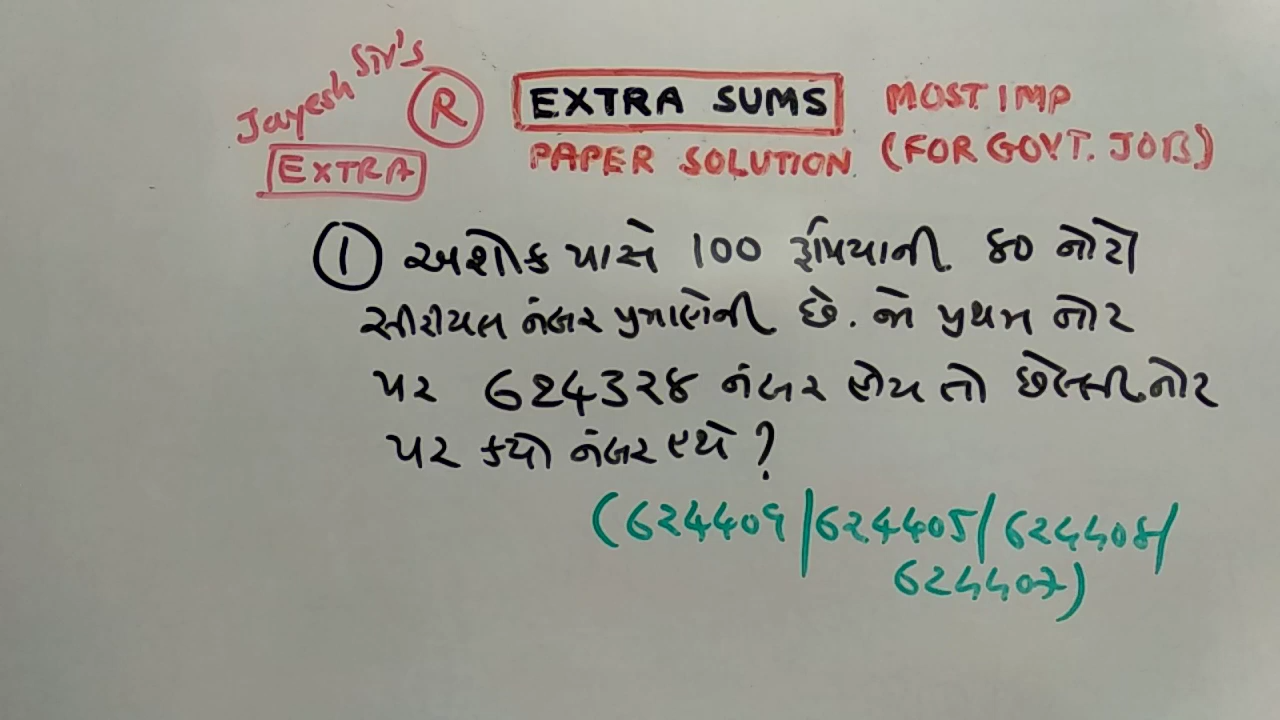 Jayesh Sir's
R
EXTRA
EXTRA SUMS MOST IMP
PAPER SOLUTION (FOR GOVT. JOB)
① અશોક પાસે 100 રૂપિયાની 80 નોટો
સીરીયલ નંબર પ્રમાણેની છે. જો પ્રથમ નોટ
પર 624328 નંબર હોય તો છેલ્લી નોટ
પર કયો નંબર હશે ?
(624409/624405/624408/
624407)